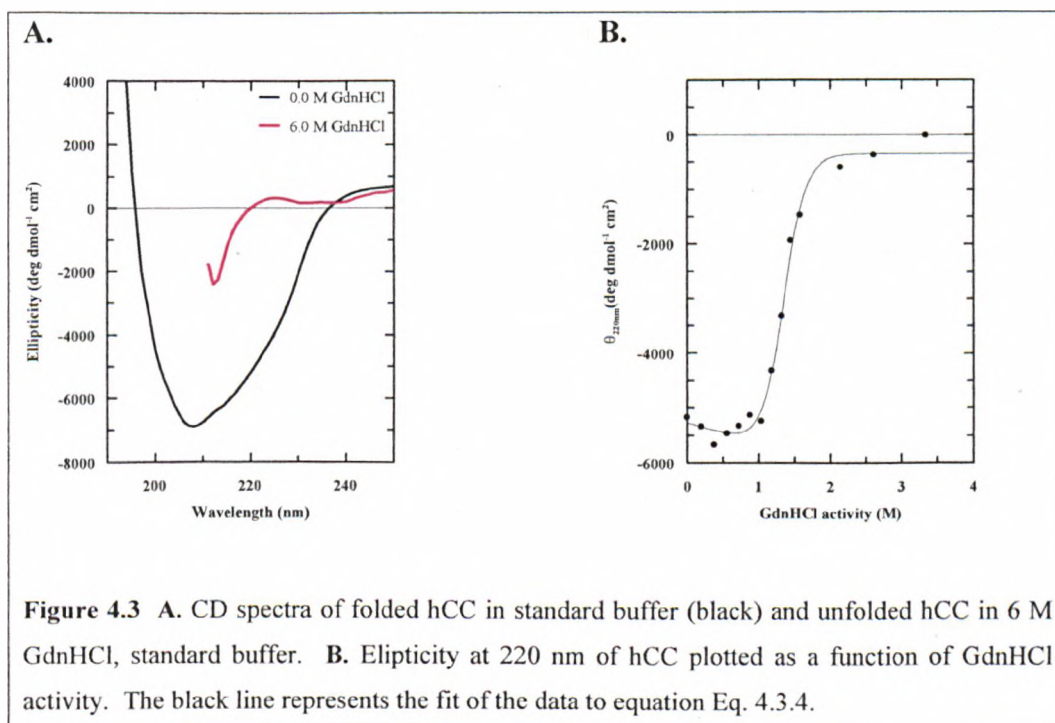 A.
B.
4000
2000
0
-2000
-4000
-6000
-8000
0.0 M GdnHCl
6.0 M GdnHCl
200
220
240
Wavelength (nm)
Ellipticity (deg dmol⁻¹ cm²)
0
-2000
-4000
-6000
0
1
2
3
4
GdnHCl activity (M)
θ₂₂₀ₙₘ(deg dmol⁻¹ cm²)
Figure 4.3 A. CD spectra of folded hCC in standard buffer (black) and unfolded hCC in 6 M
GdnHCl, standard buffer. B. Elipticity at 220 nm of hCC plotted as a function of GdnHCl
activity. The black line represents the fit of the data to equation Eq. 4.3.4.